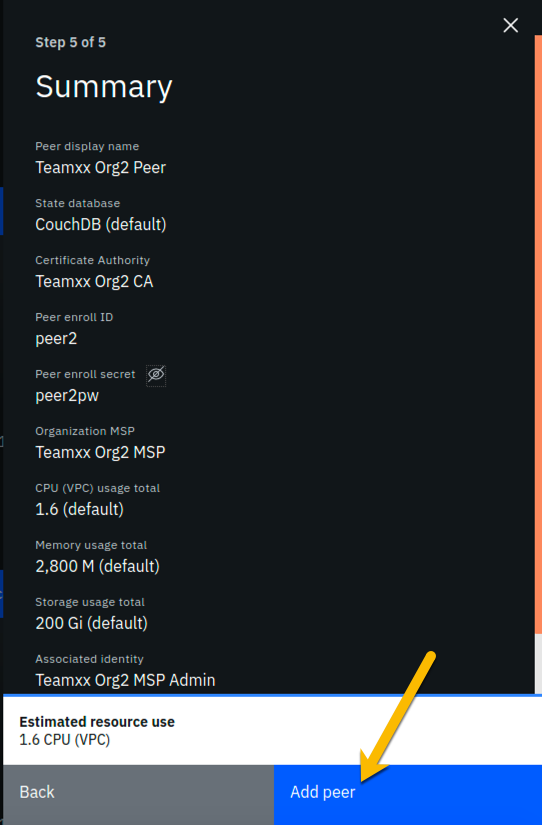 Step 5 of 5
Summary
Peer display name
Teamxx Org2 Peer
State database
CouchDB (default)
Certificate Authority
Teamxx Org2 CA
Peer enroll ID
peer2
Peer enroll secret
peer2pw
Organization MSP
Teamxx Org2 MSP
CPU (VPC) usage total
1.6 (default)
Memory usage total
2,800 M (default)
Storage usage total
200 Gi (default)
Associated identity
Teamxx Org2 MSP Admin
Estimated resource use
1.6 CPU (VPC)
Back
Add peer